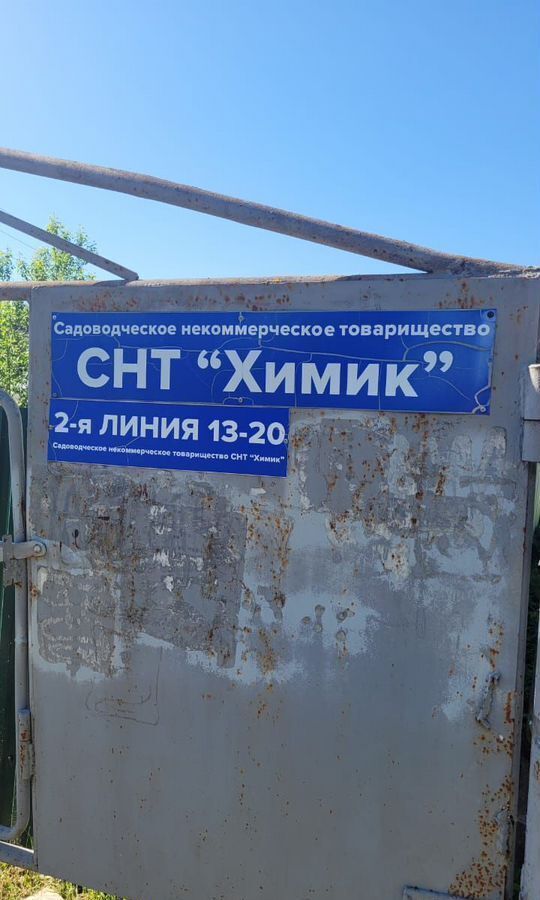 Садоводческое некоммерческое товарищество
СНТ “Химик”
2-я ЛИНИЯ 13-20
Садоводческое некоммерческое товарищество СНТ "Химик"